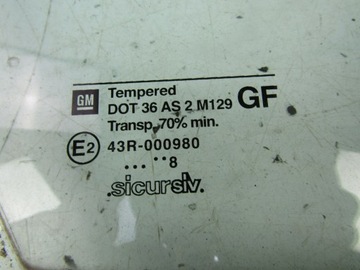 Tempered
GM DOT 36 AS 2 M129 GF
Transp. 70% min.
E2 43R-000980
... ..8
.sicursiv.